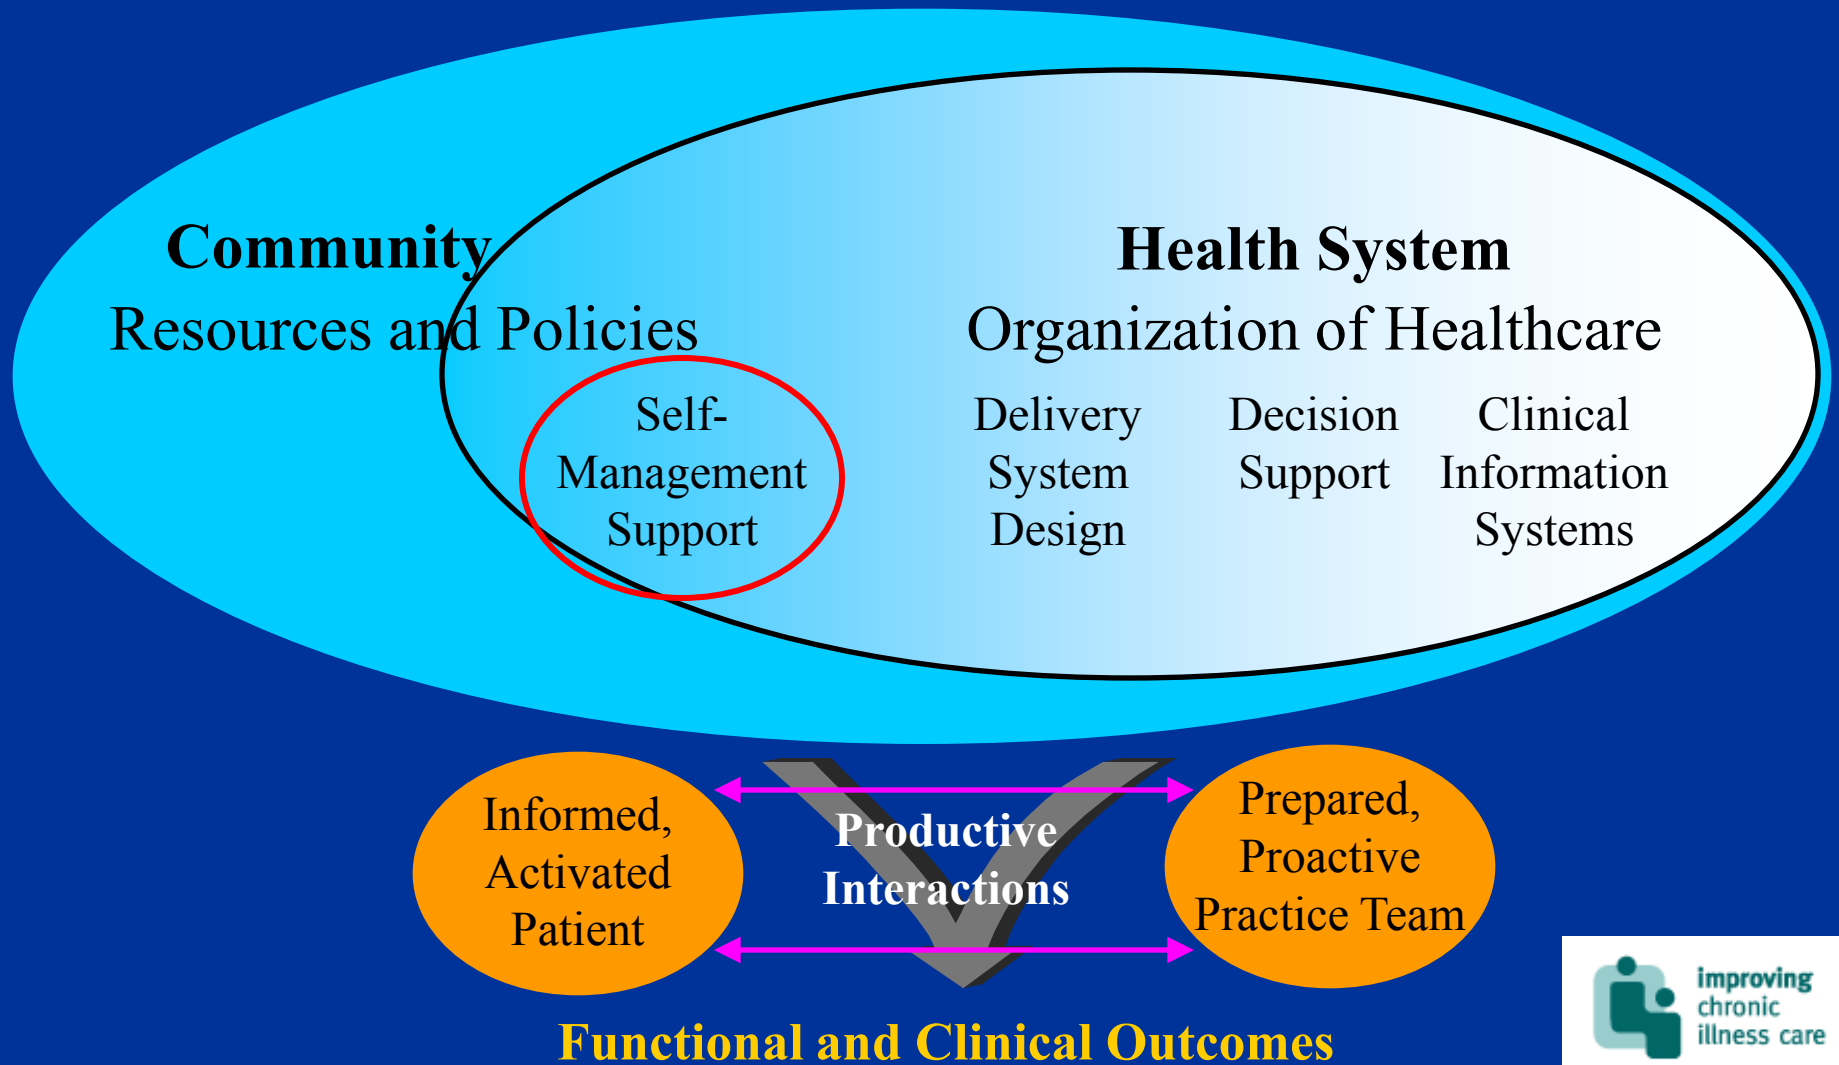 Community
Resources and Policies
Health System
Organization of Healthcare
Self-
Management
Support
Delivery
System
Design
Decision
Support
Clinical
Information
Systems
Informed,
Activated
Patient
Productive
Interactions
Prepared,
Proactive
Practice Team
Functional and Clinical Outcomes
improving
chronic
illness care